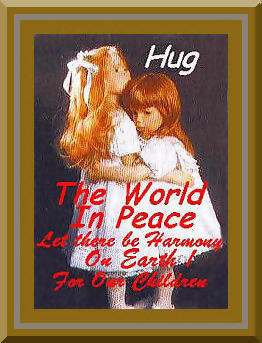 Hug
The World
In Peace
Let there be Harmony
On Earth !
For Our Children